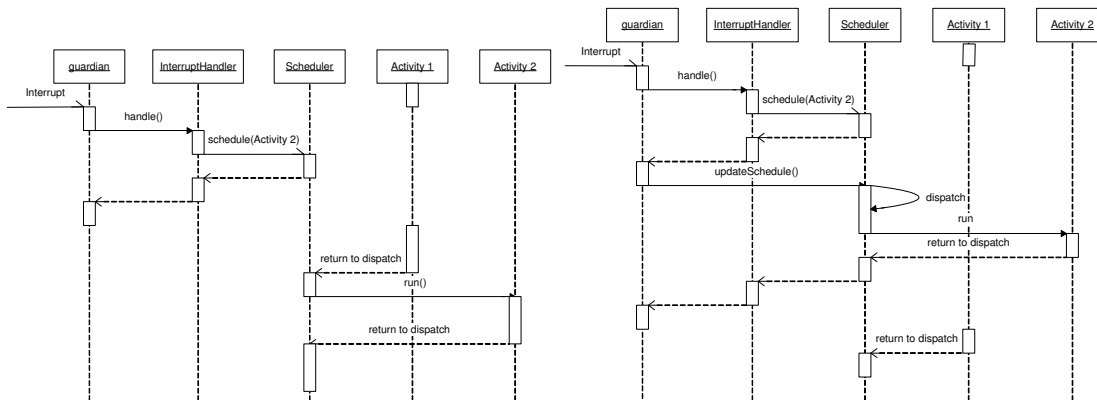 guardian
InterruptHandler
Scheduler
Activity 1
Activity 2
Interrupt
handle()
schedule(Activity 2)
return to dispatch
run()
return to dispatch
guardian
InterruptHandler
Scheduler
Activity 1
Activity 2
Interrupt
handle()
schedule(Activity 2)
updateSchedule()
dispatch
run
return to dispatch
return to dispatch